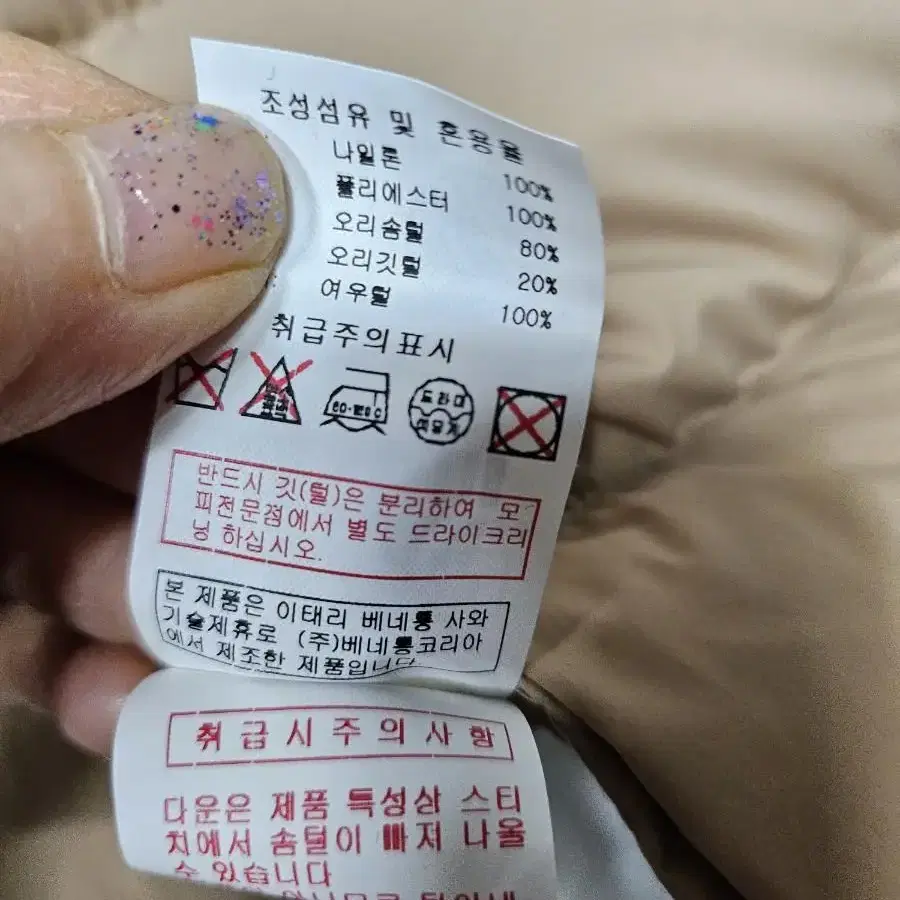 조성섬유 및 혼용율
나일론 100%
폴리에스터 100%
오리솜털 80%
오리깃털 20%
여우털 100%
취급주의표시
60-120℃
드라이
반드시 깃(털)은 분리하여 모
피전문점에서 별도 드라이크리
닝 하십시오.
본 제품은 이태리 베네통 사와
기술제휴로 (주)베네통코리아
에서 제조한 제품입니다
취급시주의사항
다운은 제품 특성상 스티
치에서 솜털이 빠져 나올
수 있습니다